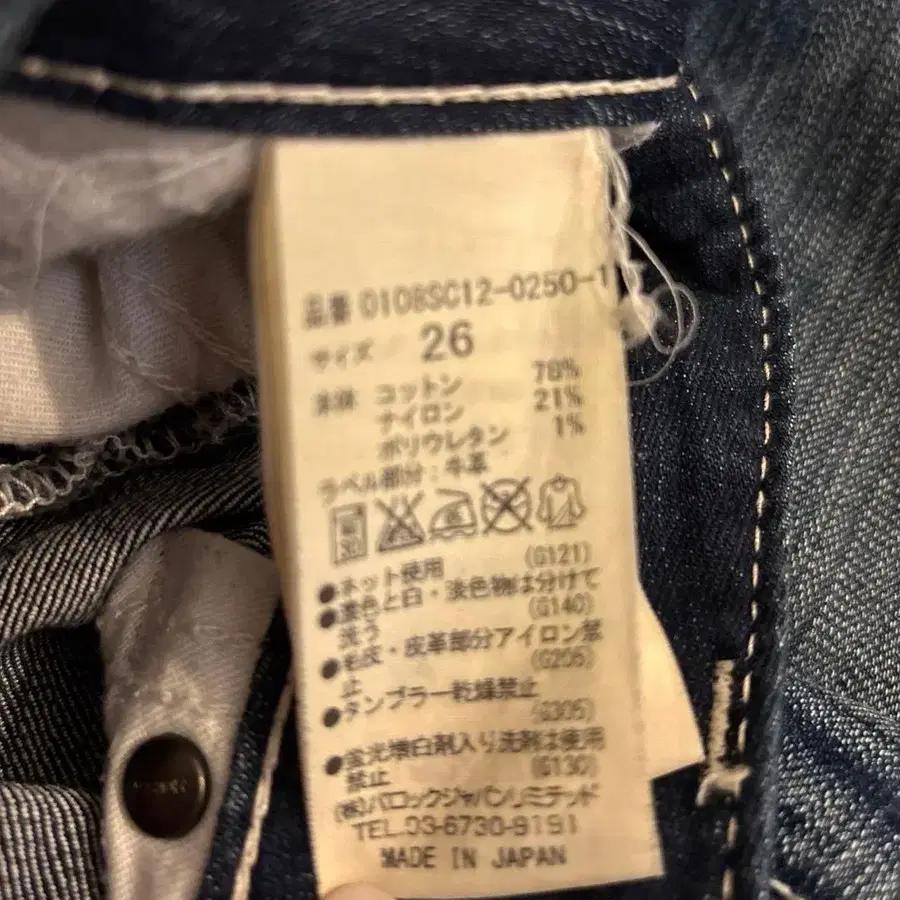 品番 0108SC12-0250-1
サイズ 26
本体 コットン 78%
ナイロン 21%
ポリウレタン 1%
ラベル部分:牛革
●ネット使用 (G121)
●濃色と白・淡色物は分けて
洗う (G140)
●毛皮・皮革部分アイロン禁
止 (G206)
●タンブラー乾燥禁止
(G305)
●蛍光増白剤入り洗剤は使用
禁止 (G130)
(株)バロックジャパンリミテッド
TEL.03-6730-9191
MADE IN JAPAN